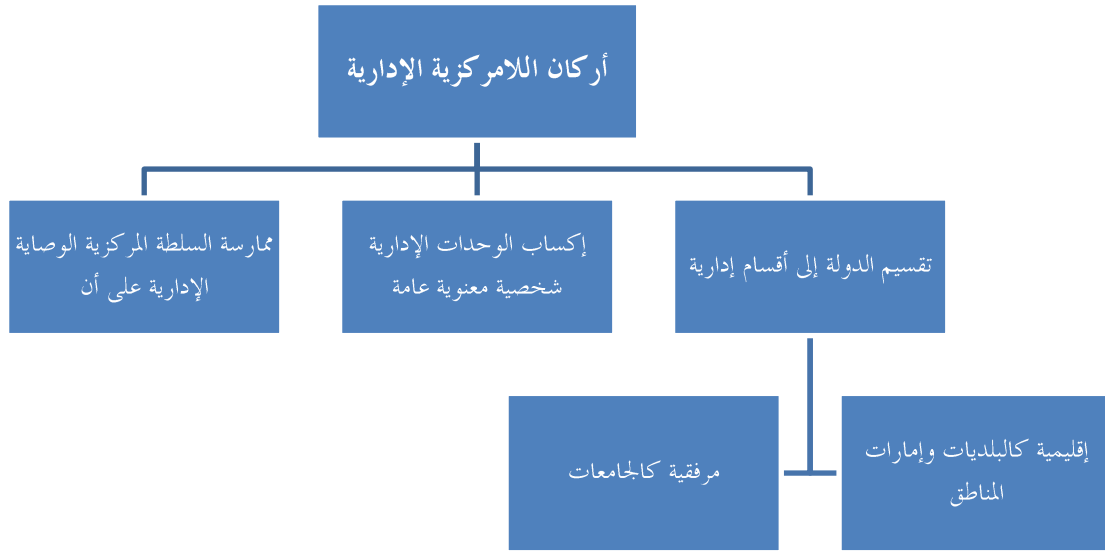 أركان اللامركزية الإدارية
تقسيم الدولة إلى أقسام إدارية
إكساب الوحدات الإدارية
شخصية معنوية عامة
ممارسة السلطة المركزية الوصاية
الإدارية على أن
إقليمية كالبلديات وإمارات
المناطق
مرفقية كالجامعات